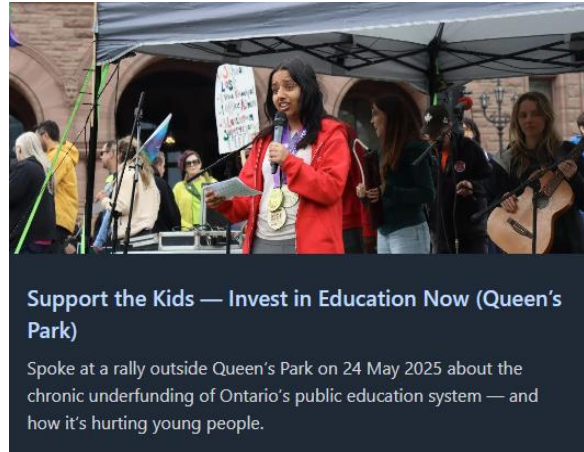 Support the Kids — Invest in Education Now (Queen's
Park)
Spoke at a rally outside Queen's Park on 24 May 2025 about the
chronic underfunding of Ontario's public education system — and
how it's hurting young people.